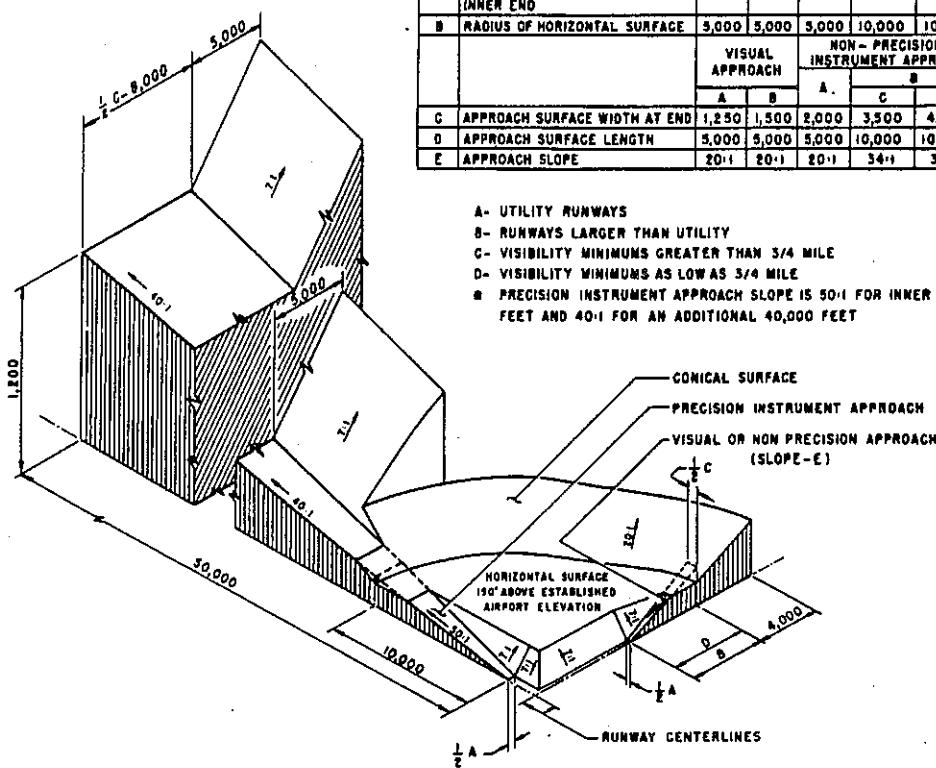 INNER END
B RADIUS OF HORIZONTAL SURFACE 5,000 5,000 5,000 10,000
VISUAL APPROACH
NON-PRECISION INSTRUMENT
A B A. B
C
C APPROACH SURFACE WIDTH AT END 1,250 1,500 2,000 3,500
D APPROACH SURFACE LENGTH 5,000 5,000 5,000 10,000
E APPROACH SLOPE 20:1 20:1 20:1 34:1
A- UTILITY RUNWAYS
B- RUNWAYS LARGER THAN UTILITY
C- VISIBILITY MINIMUMS GREATER THAN 3/4 MILE
D- VISIBILITY MINIMUMS AS LOW AS 3/4 MILE
PRECISION INSTRUMENT APPROACH SLOPE IS 50:1 FOR INNER
FEET AND 40:1 FOR AN ADDITIONAL 40,000 FEET
5,000
1/2 C-8,000
7:1
40:1
5,000
1,200
7:1
40:1
CONICAL SURFACE
PRECISION INSTRUMENT APPROACH
VISUAL OR NON PRECISION APPROACH
(SLOPE-E)
1/2 C
20:1
HORIZONTAL SURFACE
150' ABOVE ESTABLISHED
AIRPORT ELEVATION
50,000
50:1
10,000
7:1
7:1
7:1
7:1
D
B
4,000
1/2 A
RUNWAY CENTERLINES
1/2 A